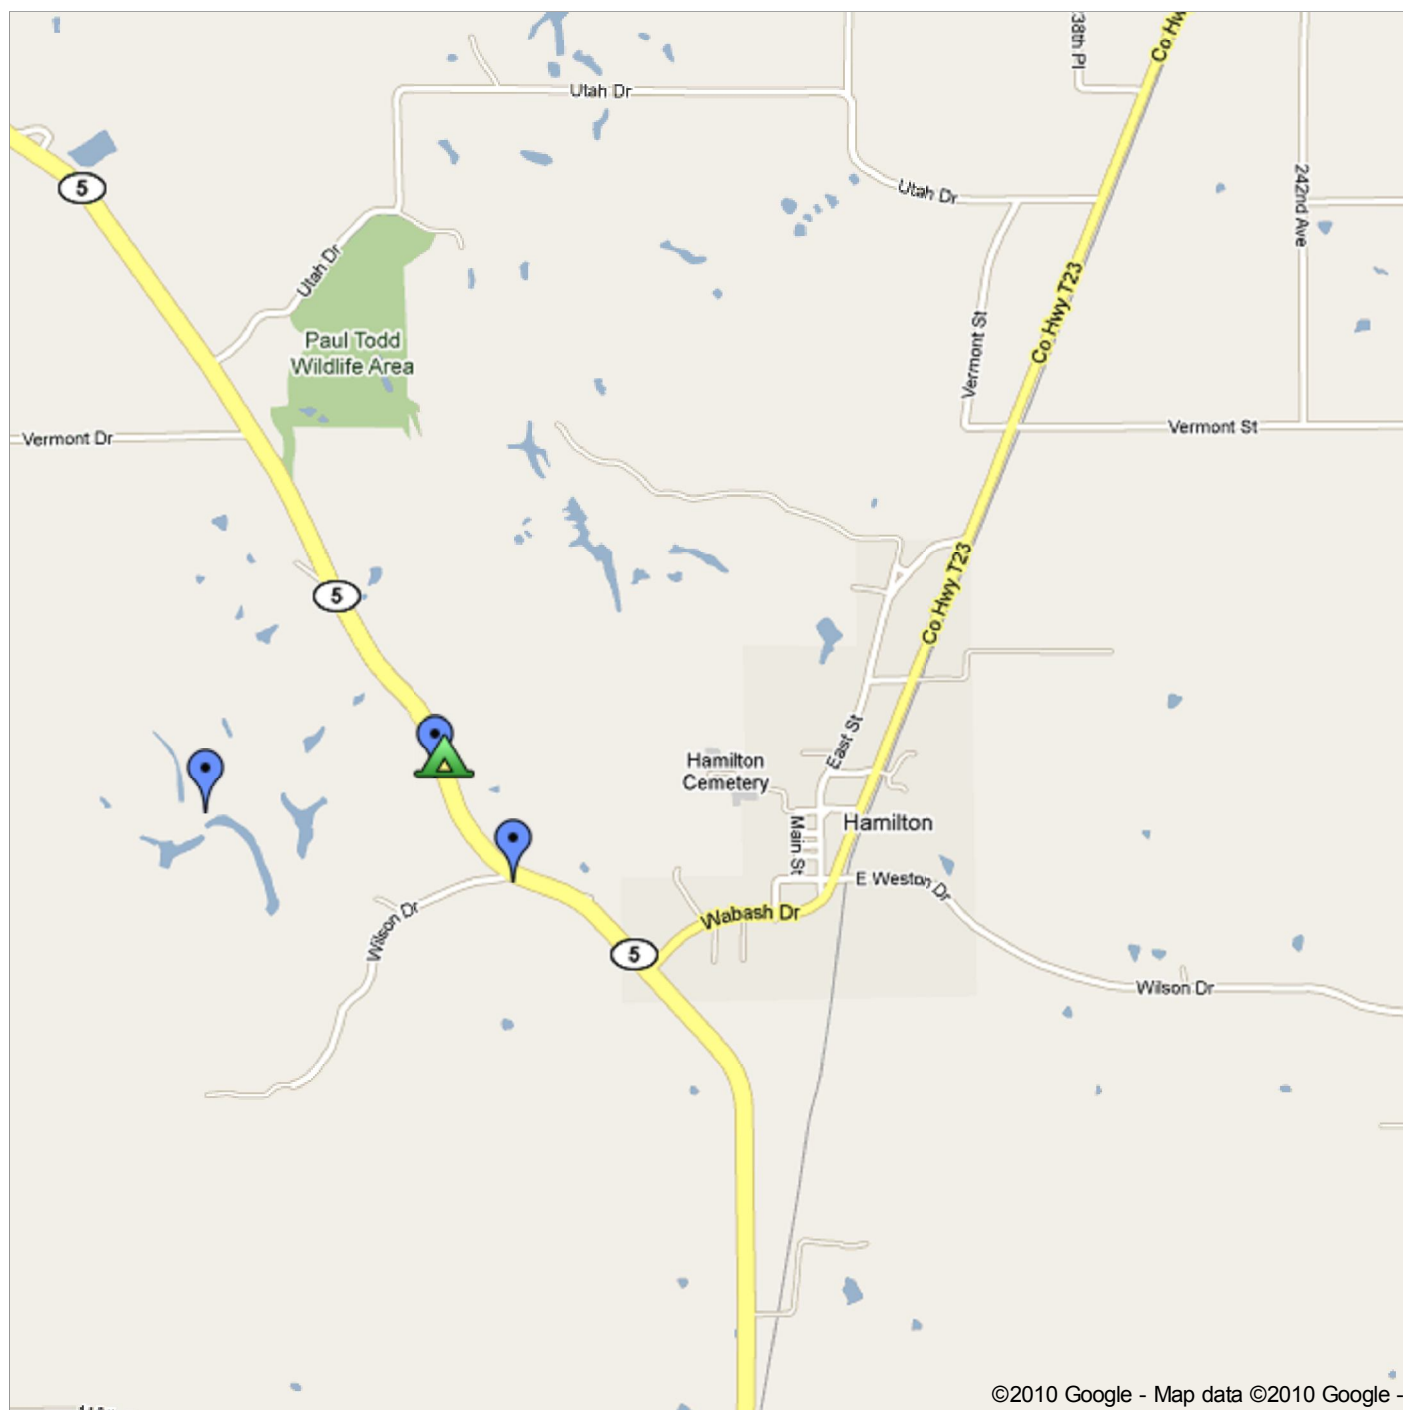 38th Pl
Co Hw
Utah Dr
5
242nd Ave
Utah Dr
Utah Dr
Co Hwy T23
Vermont St
Paul Todd
Wildlife Area
Vermont Dr
Vermont St
5
Co Hwy T23
East St
Hamilton
Cemetery
Main St
Hamilton
E Weston Dr
Wilson Dr
Wabash Dr
5
Wilson Dr
©2010 Google - Map data ©2010 Google -